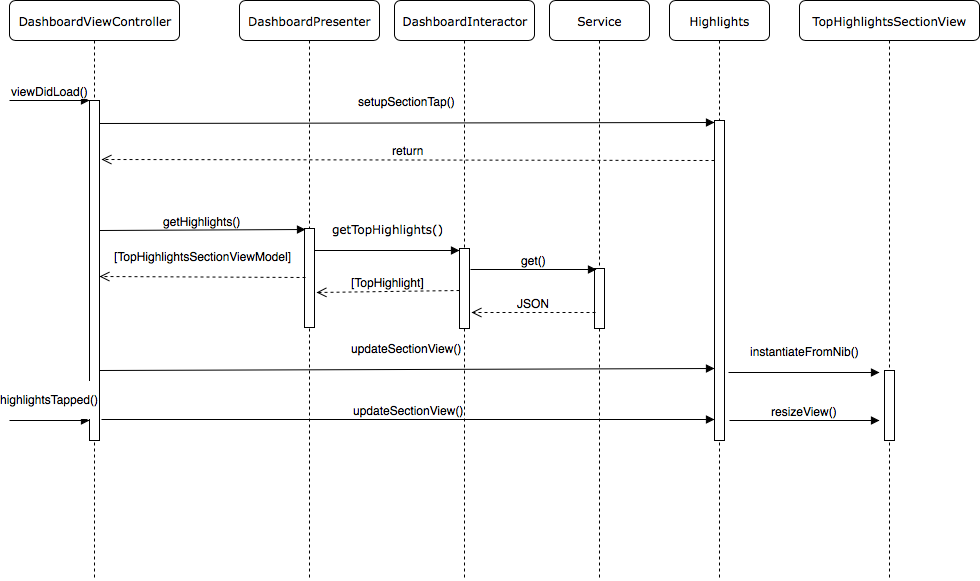 DashboardViewController
DashboardPresenter
DashboardInteractor
Service
Highlights
TopHighlightsSectionView
viewDidLoad()
setupSectionTap()
return
getHighlights()
getTopHighlights()
[TopHighlightsSectionViewModel]
get()
[TopHighlight]
JSON
updateSectionView()
instantiateFromNib()
highlightsTapped()
updateSectionView()
resizeView()